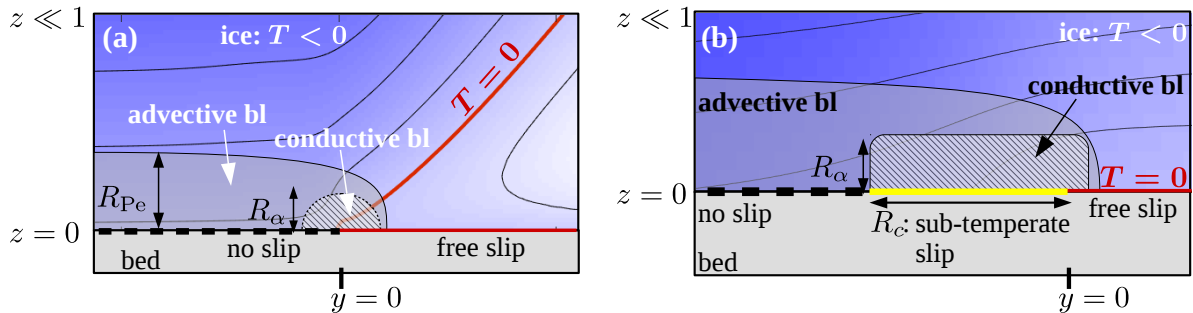 z ≪ 1
(a)
ice: T < 0
T = 0
advective bl
conductive bl
R_Pe
R_α
z = 0
no slip
free slip
bed
y = 0
z ≪ 1
(b)
ice: T < 0
conductive bl
advective bl
R_α
T = 0
z = 0
no slip
R_c: sub-temperate
slip
free slip
bed
y = 0